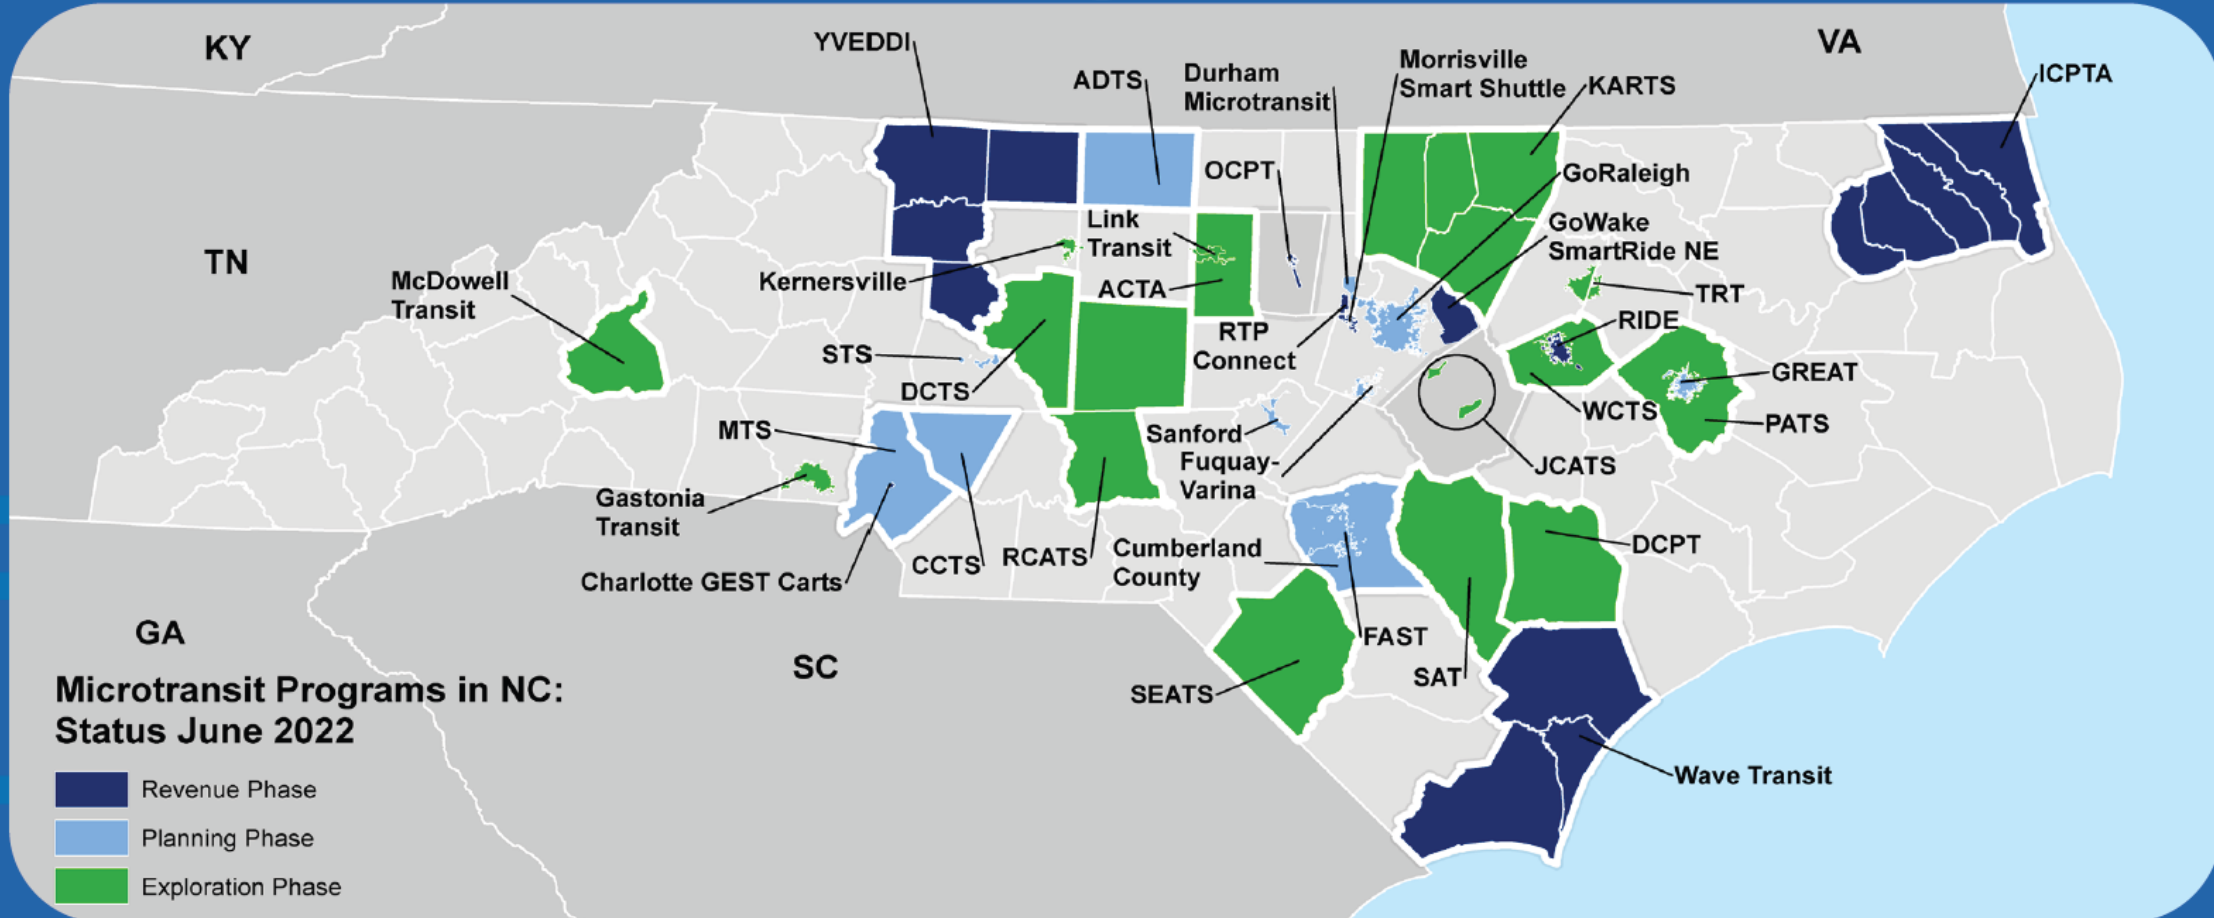 KY
VA
YVEDDI
ADTS
Durham
Microtransit
Morrisville
Smart Shuttle
KARTS
ICPTA
OCPT
GoRaleigh
Link
Transit
GoWake
SmartRide NE
TN
McDowell
Transit
Kernersville
ACTA
TRT
RIDE
RTP
Connect
STS
DCTS
GREAT
WCTS
PATS
MTS
Sanford
Fuquay-
Varina
JCATS
Gastonia
Transit
CCTS
RCATS
Cumberland
County
DCPT
Charlotte GEST Carts
GA
SC
FAST
SAT
SEATS
Wave Transit
Microtransit Programs in NC:
Status June 2022
Revenue Phase
Planning Phase
Exploration Phase